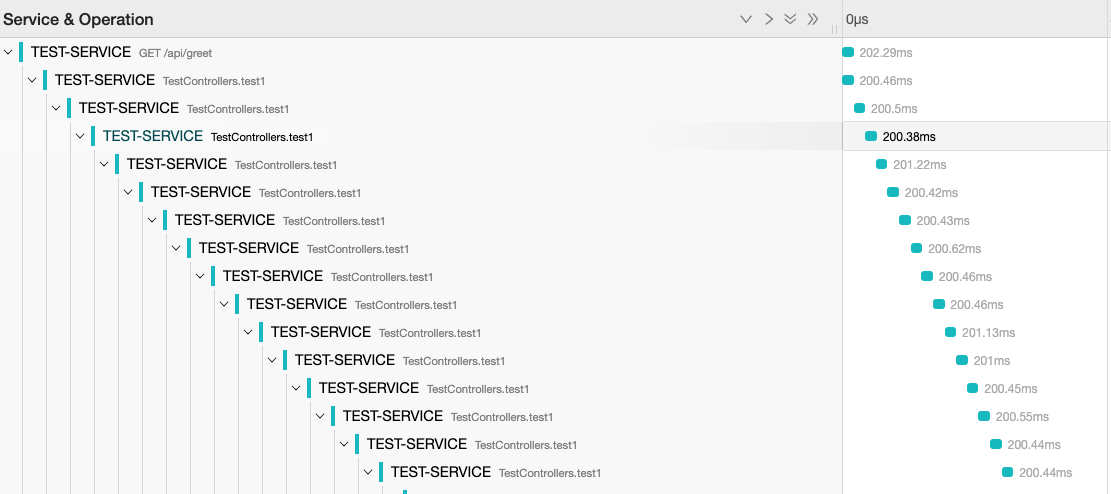 Service & Operation 0μs
TEST-SERVICE GET /api/greet 202.29ms
TEST-SERVICE TestControllers.test1 200.46ms
TEST-SERVICE TestControllers.test1 200.5ms
TEST-SERVICE TestControllers.test1 200.38ms
TEST-SERVICE TestControllers.test1 201.22ms
TEST-SERVICE TestControllers.test1 200.42ms
TEST-SERVICE TestControllers.test1 200.43ms
TEST-SERVICE TestControllers.test1 200.62ms
TEST-SERVICE TestControllers.test1 200.46ms
TEST-SERVICE TestControllers.test1 200.46ms
TEST-SERVICE TestControllers.test1 201.13ms
TEST-SERVICE TestControllers.test1 201ms
TEST-SERVICE TestControllers.test1 200.45ms
TEST-SERVICE TestControllers.test1 200.55ms
TEST-SERVICE TestControllers.test1 200.44ms
TEST-SERVICE TestControllers.test1 200.44ms